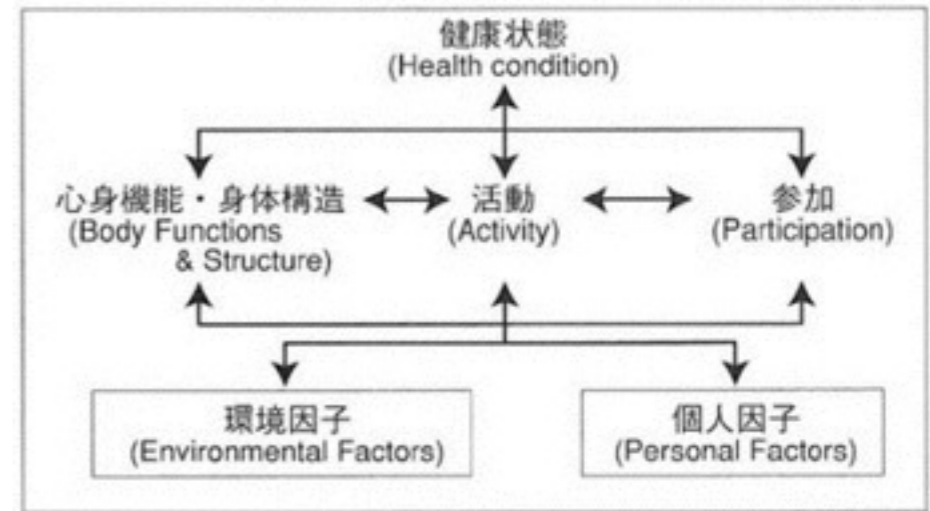 健康状態
(Health condition)
心身機能・身体構造
(Body Functions
& Structure)
活動
(Activity)
参加
(Participation)
環境因子
(Environmental Factors)
個人因子
(Personal Factors)